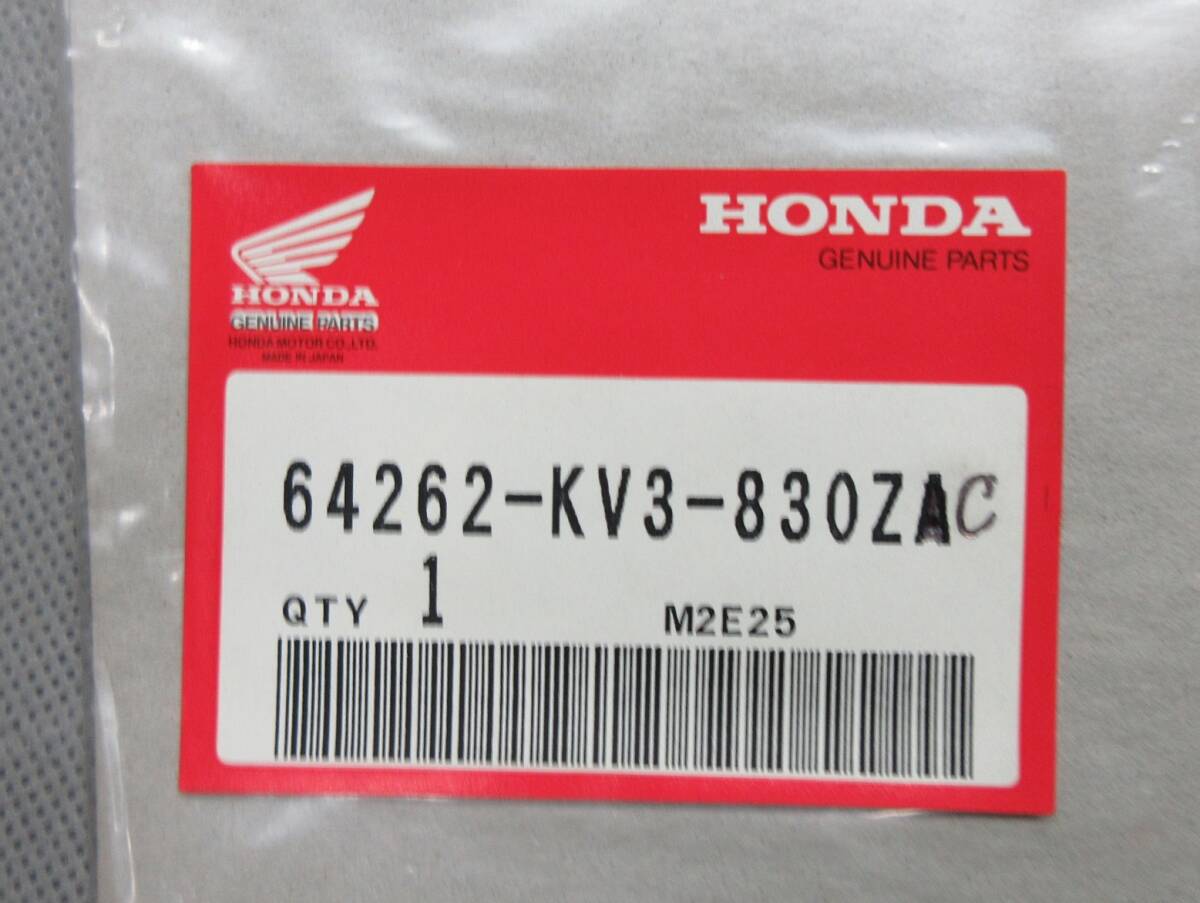 HONDA
GENUINE PARTS
HONDA MOTOR CO.,LTD.
MADE IN JAPAN
HONDA
GENUINE PARTS
64262-KV3-830ZAC
QTY 1 M2E25